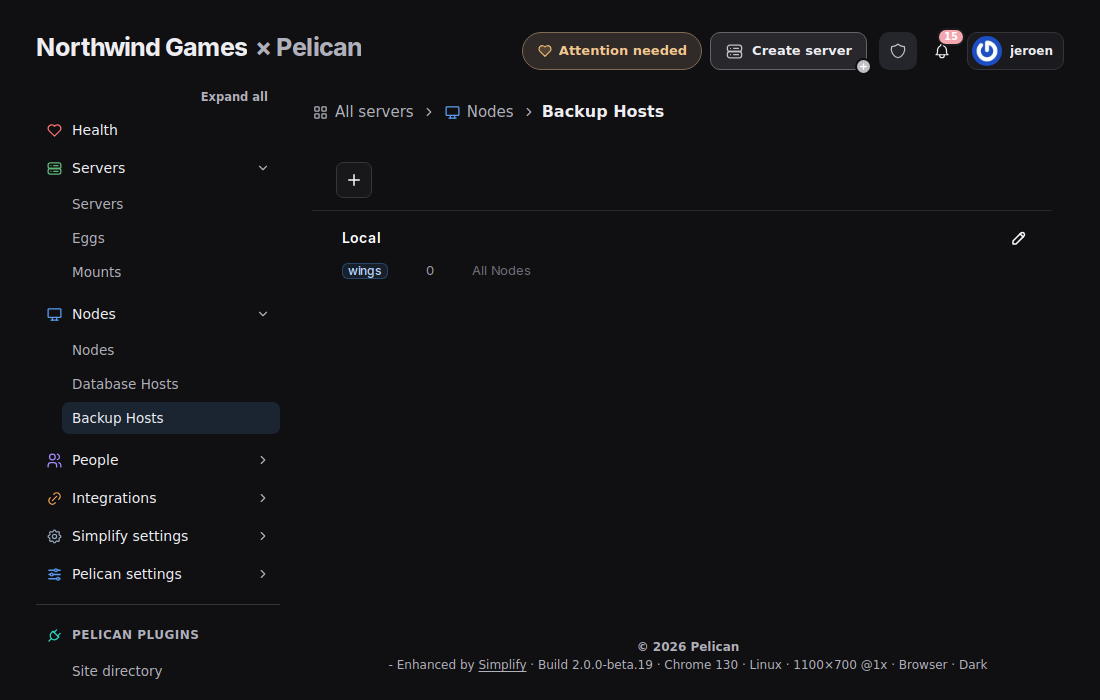 Northwind Games × Pelican
Attention needed
Create server
15
jeroen
Expand all
Health
Servers
Servers
Eggs
Mounts
Nodes
Nodes
Database Hosts
Backup Hosts
People
Integrations
Simplify settings
Pelican settings
PELICAN PLUGINS
Site directory
All servers › Nodes › Backup Hosts
Local
wings 0 All Nodes
© 2026 Pelican
- Enhanced by Simplify · Build 2.0.0-beta.19 · Chrome 130 · Linux · 1100×700 @1x · Browser · Dark